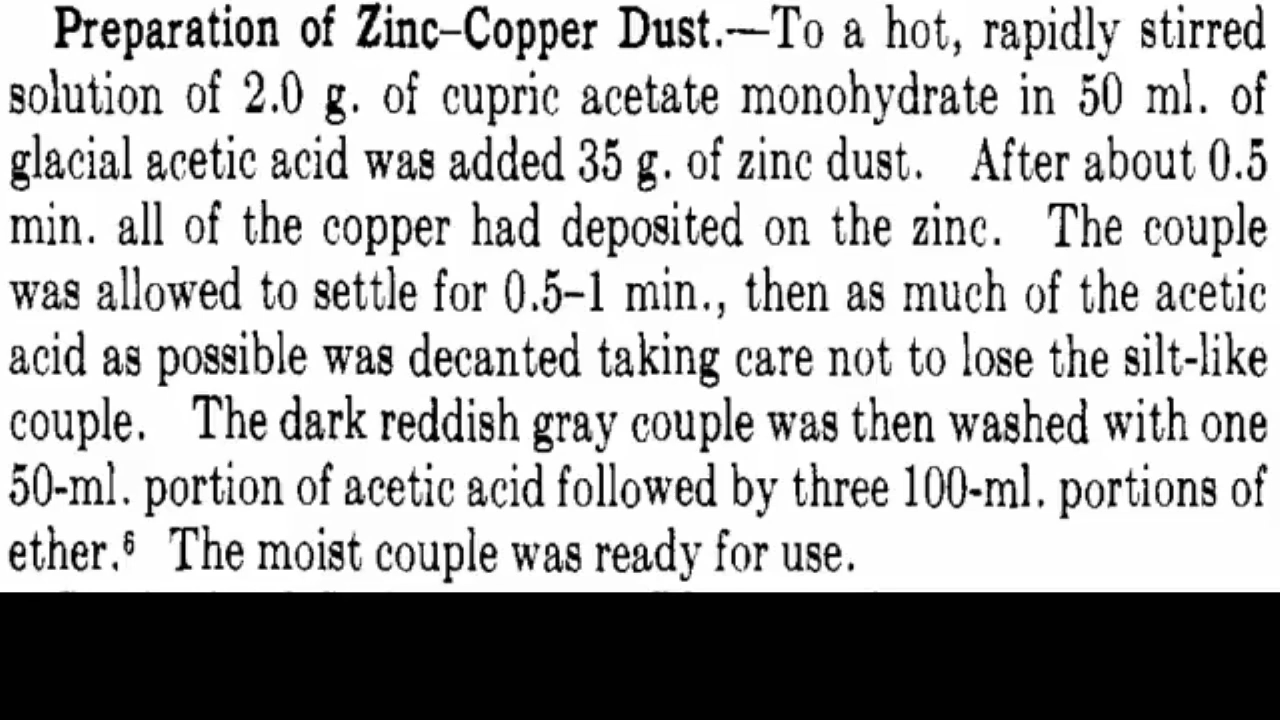 Preparation of Zinc–Copper Dust.—To a hot, rapidly stirred
solution of 2.0 g. of cupric acetate monohydrate in 50 ml. of
glacial acetic acid was added 35 g. of zinc dust. After about 0.5
min. all of the copper had deposited on the zinc. The couple
was allowed to settle for 0.5–1 min., then as much of the acetic
acid as possible was decanted taking care not to lose the silt-like
couple. The dark reddish gray couple was then washed with one
50-ml. portion of acetic acid followed by three 100-ml. portions of
ether.⁶ The moist couple was ready for use.